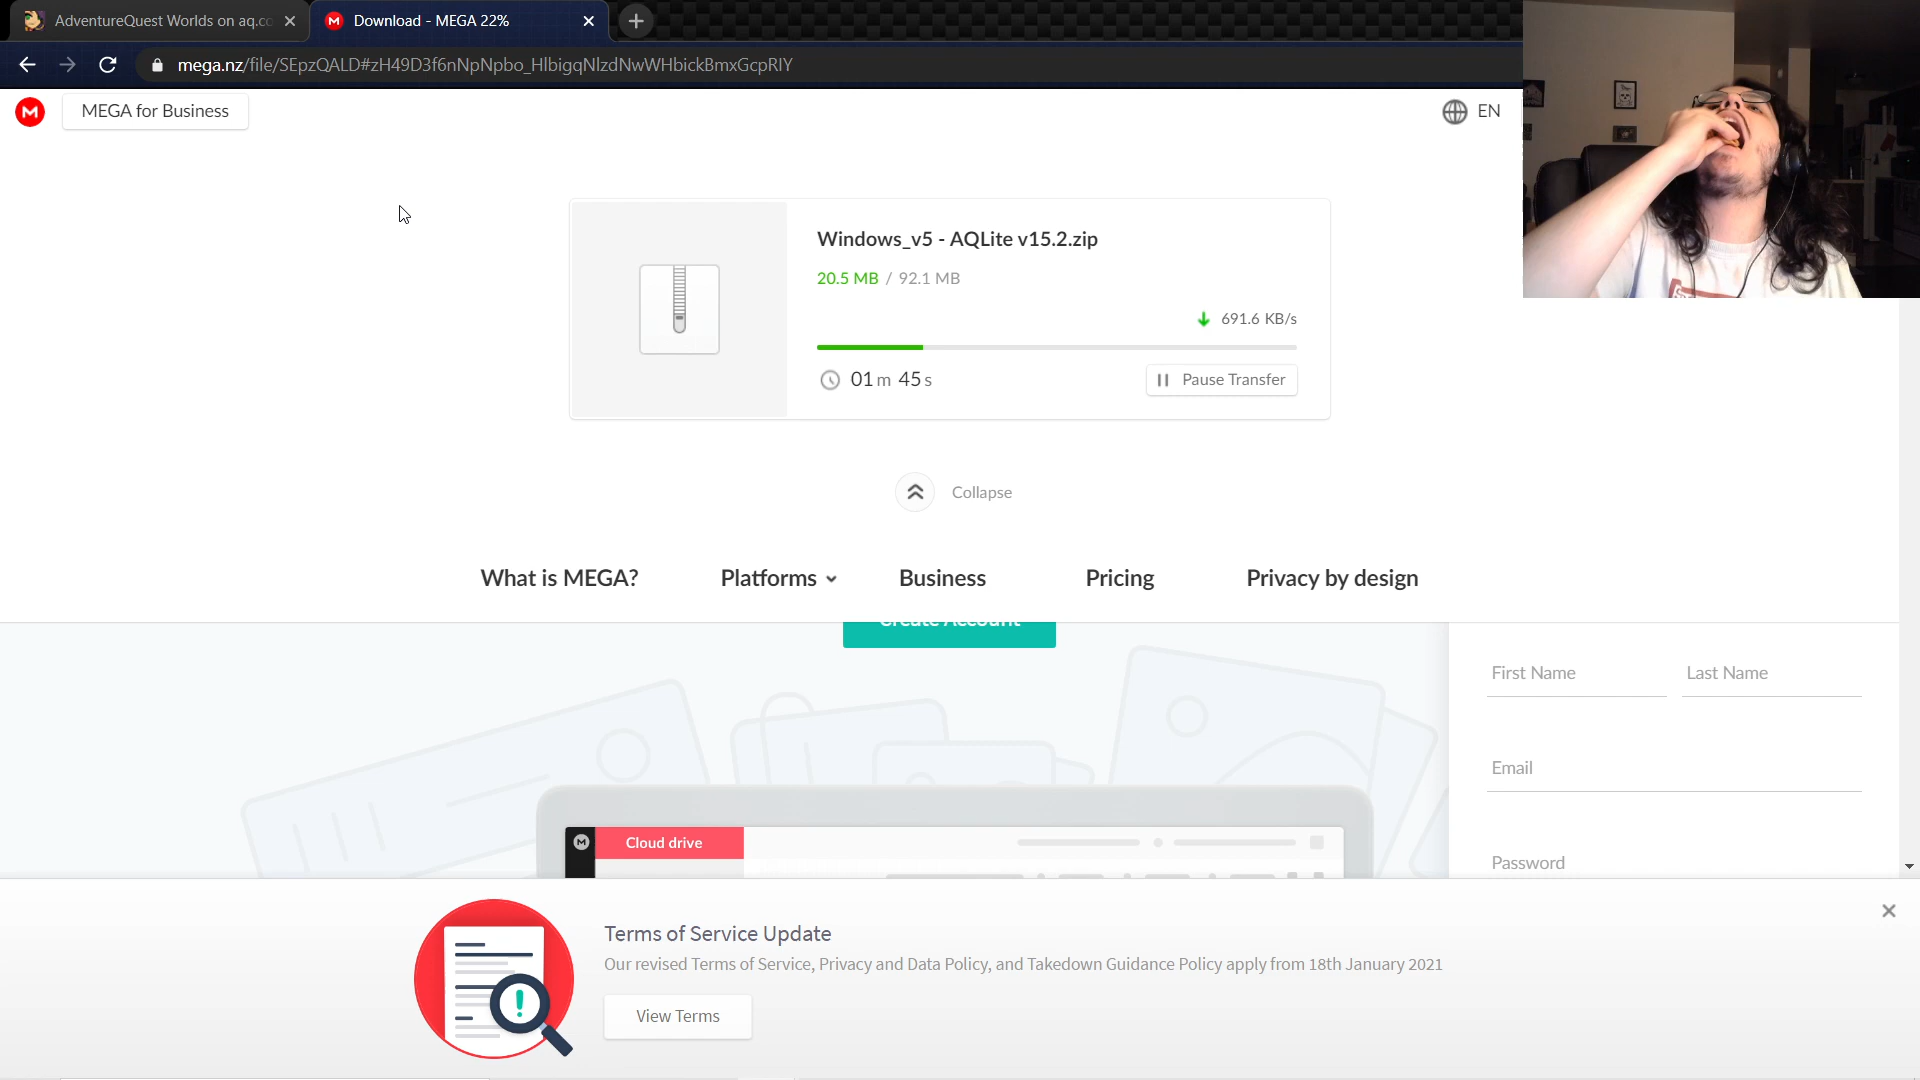 AdventureQuest Worlds on aq.co
Download - MEGA 22%
mega.nz/file/SEpzQALD#zH49D3f6nNpNpbo_HlbigqNlzdNwWHbickBmxGcpRlY
MEGA for Business
EN
Windows_v5 - AQLite v15.2.zip
20.5 MB / 92.1 MB
691.6 KB/s
01 m 45 s
Pause Transfer
Collapse
What is MEGA?
Platforms
Business
Pricing
Privacy by design
Create Account
First Name
Last Name
Email
Cloud drive
Password
Terms of Service Update
Our revised Terms of Service, Privacy and Data Policy, and Takedown Guidance Policy apply from 18th January 2021
View Terms